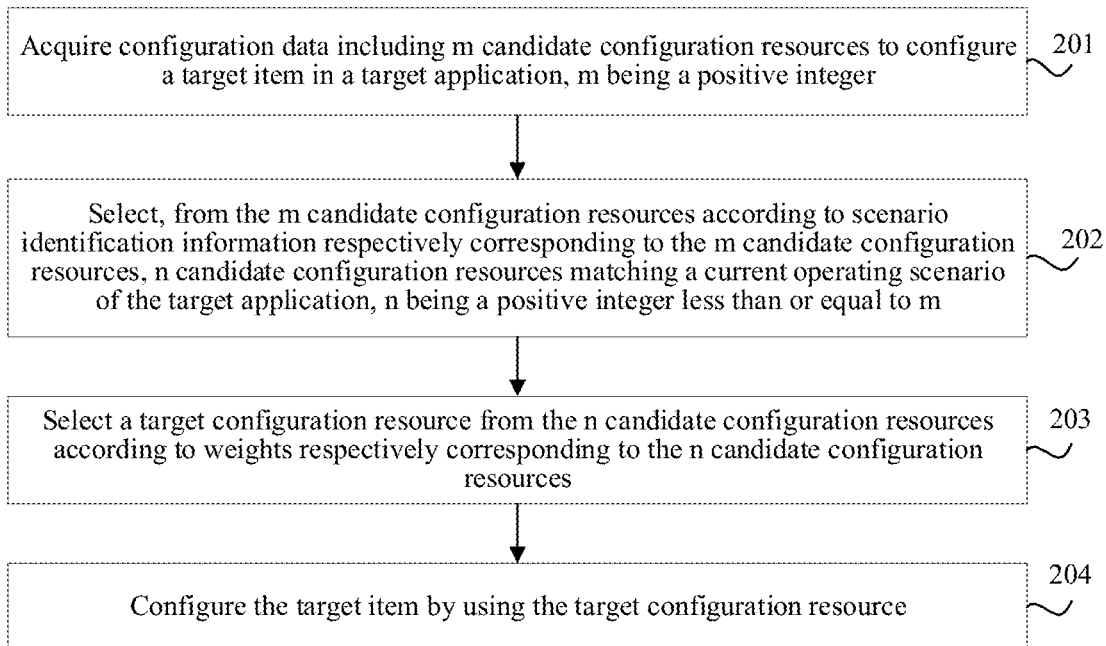 Acquire configuration data including m candidate configuration resources to configure
a target item in a target application, m being a positive integer
201
Select, from the m candidate configuration resources according to scenario
identification information respectively corresponding to the m candidate configuration
resources, n candidate configuration resources matching a current operating scenario
of the target application, n being a positive integer less than or equal to m
202
Select a target configuration resource from the n candidate configuration resources
according to weights respectively corresponding to the n candidate configuration
resources
203
Configure the target item by using the target configuration resource
204